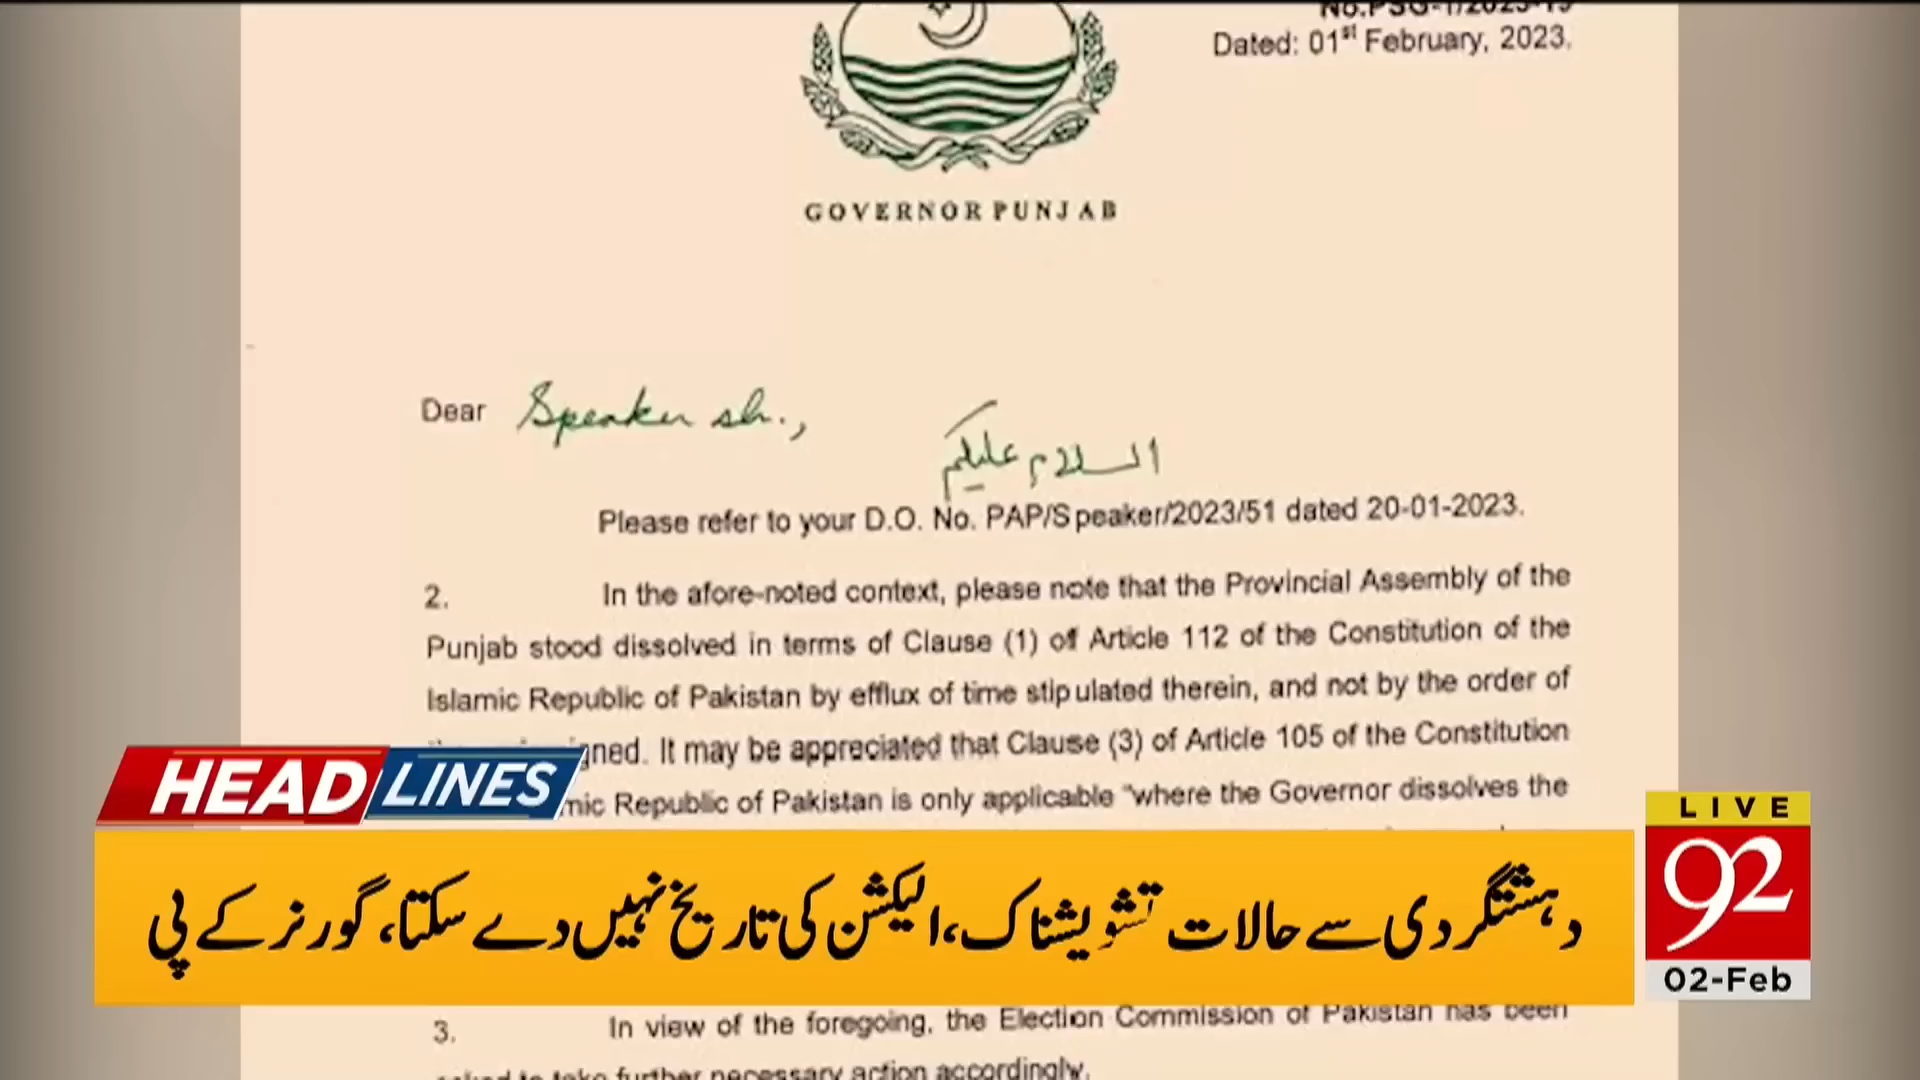 Dated: 01st February, 2023.
GOVERNOR PUNJAB
Dear Speaker sb.,
السلام علیکم
Please refer to your D.O. No. PAP/Speaker/2023/51 dated 20-01-2023.
2. In the afore-noted context, please note that the Provincial Assembly of the
Punjab stood dissolved in terms of Clause (1) of Article 112 of the Constitution of the
Islamic Republic of Pakistan by efflux of time stipulated therein, and not by the order of
It may be appreciated that Clause (3) of Article 105 of the Constitution
Republic of Pakistan is only applicable "where the Governor dissolves the
HEADLINES
دہشتگردی سے حالات تشویشناک، الیکشن کی تاریخ نہیں دے سکتا، گورنر کے پی
LIVE
92
02-Feb
3. In view of the foregoing, the Election Commission of Pakistan has been
to take further necessary action accordingly.